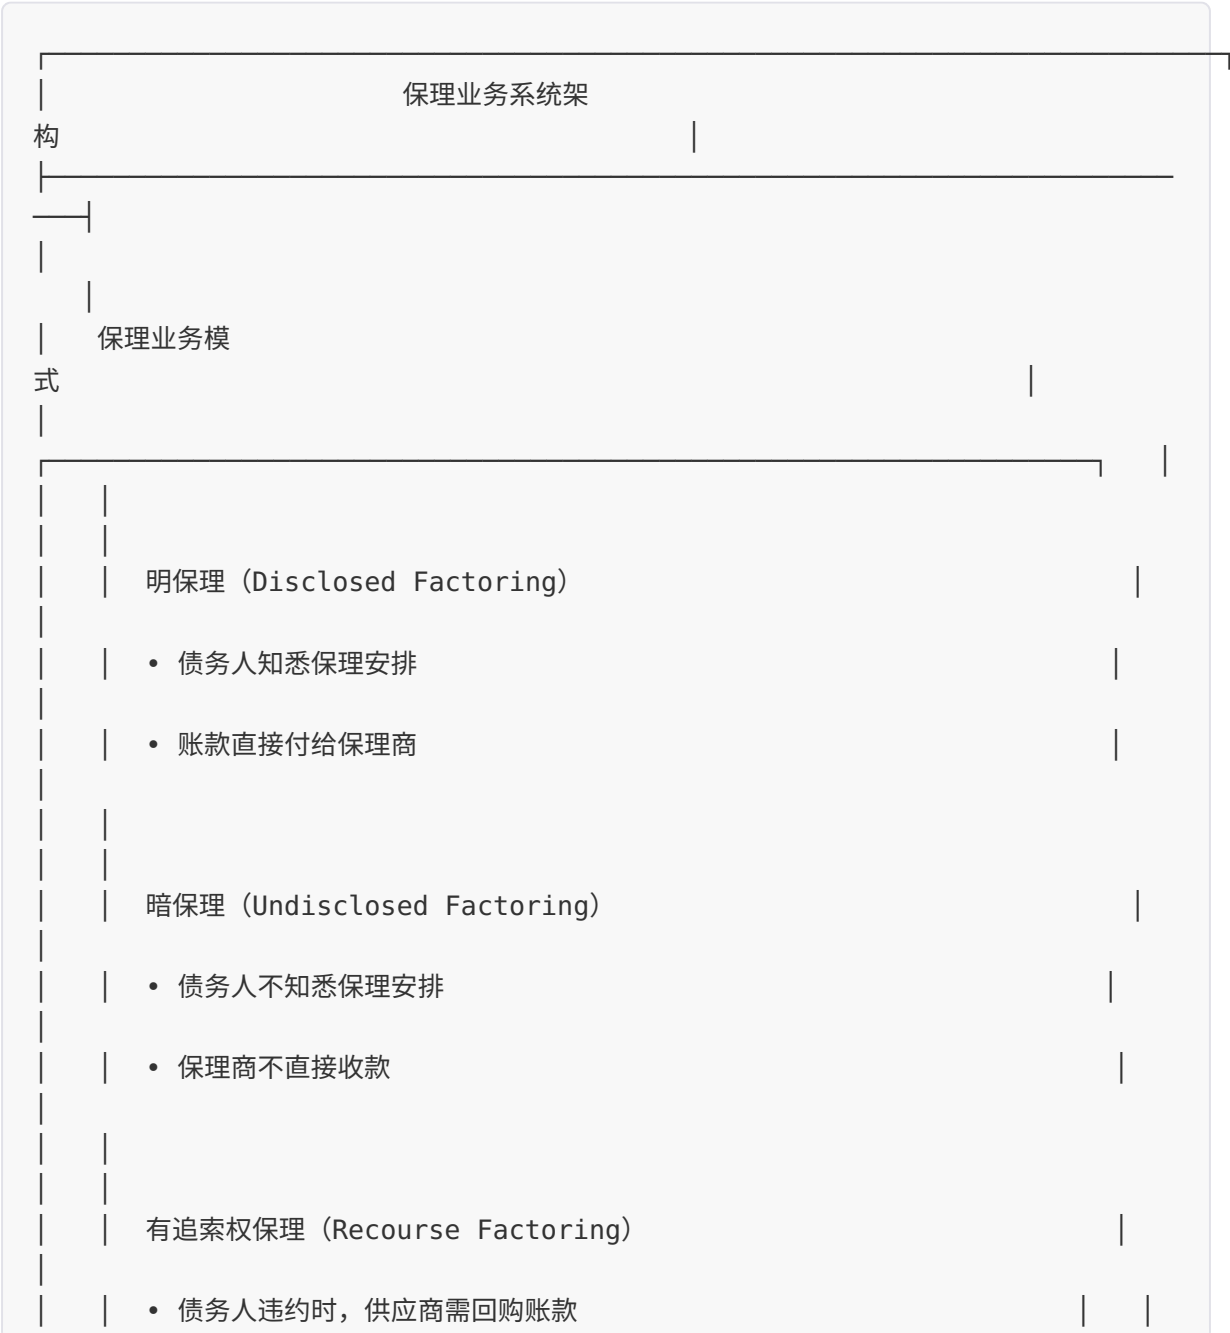 保理业务系统架
构
保理业务模
式
明保理（Disclosed Factoring）
• 债务人知悉保理安排
• 账款直接付给保理商
暗保理（Undisclosed Factoring）
• 债务人不知悉保理安排
• 保理商不直接收款
有追索权保理（Recourse Factoring）
• 债务人违约时，供应商需回购账款